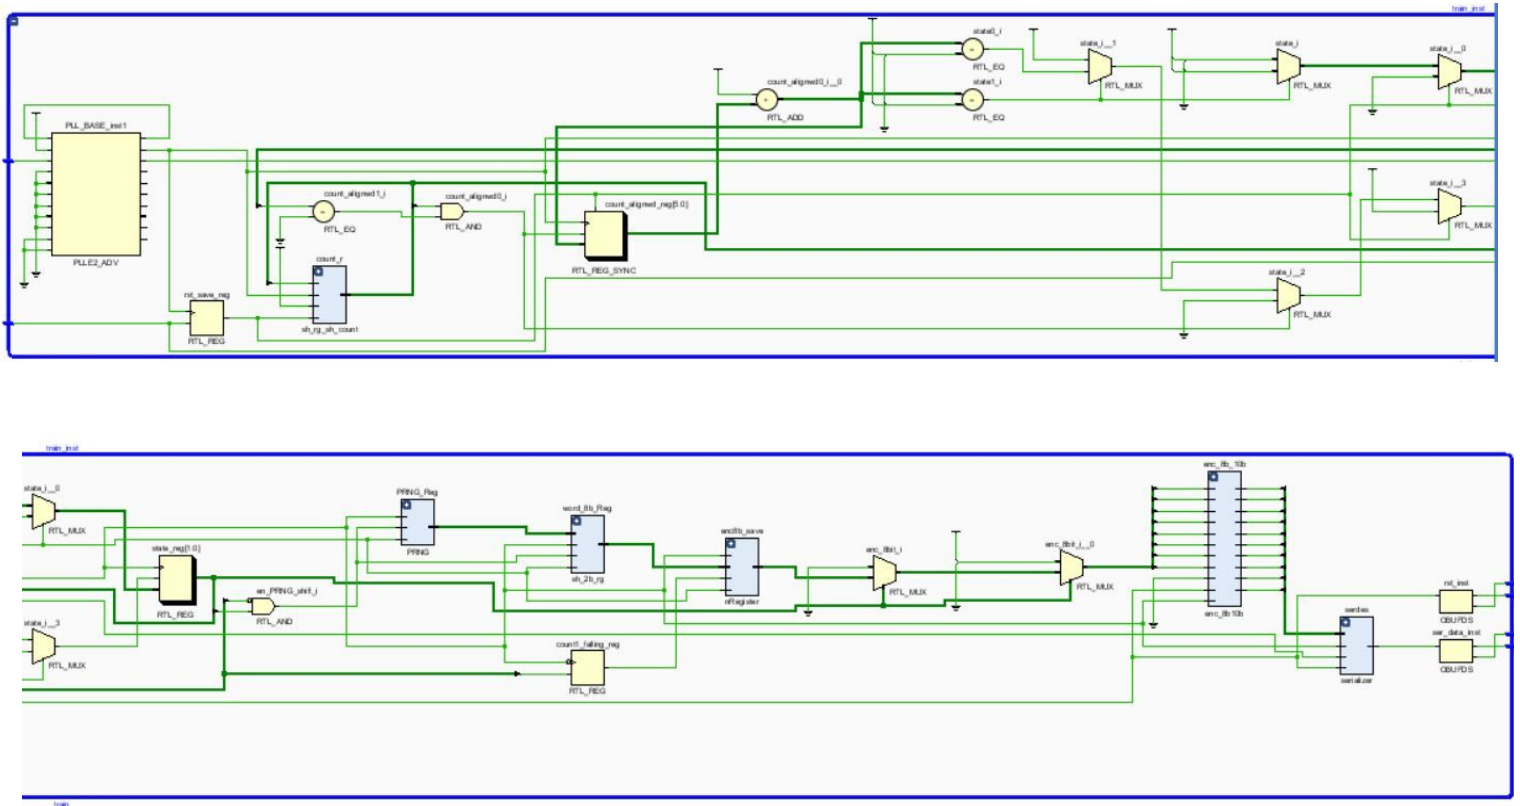 train_inst
state0_i
RTL_EQ
state_i__1
RTL_MUX
state_i
RTL_MUX
state_i__0
RTL_MUX
count_aligned0_i__0
RTL_ADD
state1_i
RTL_EQ
PLL_BASE_inst1
PLLE2_ADV
count_aligned1_i
RTL_EQ
count_aligned0_i
RTL_AND
count_aligned_reg[5:0]
RTL_REG_SYNC
state_i__3
RTL_MUX
count_r
sh_rg_sh_count
rst_save_reg
RTL_REG
state_i__2
RTL_MUX
train_inst
state_i__0
RTL_MUX
state_reg[1:0]
RTL_REG
en_PRNG_shift_i
RTL_AND
state_i__3
RTL_MUX
PRNG_Reg
PRNG
word_8b_Reg
sh_2b_rg
enc8b_save
nRegister
count1_falling_reg
RTL_REG
enc_8bit_i
RTL_MUX
enc_8bit_i__0
RTL_MUX
enc_8b_10b
enc_8b10b
serdes
serializer
rst_inst
OBUFDS
ser_data_inst
OBUFDS
train